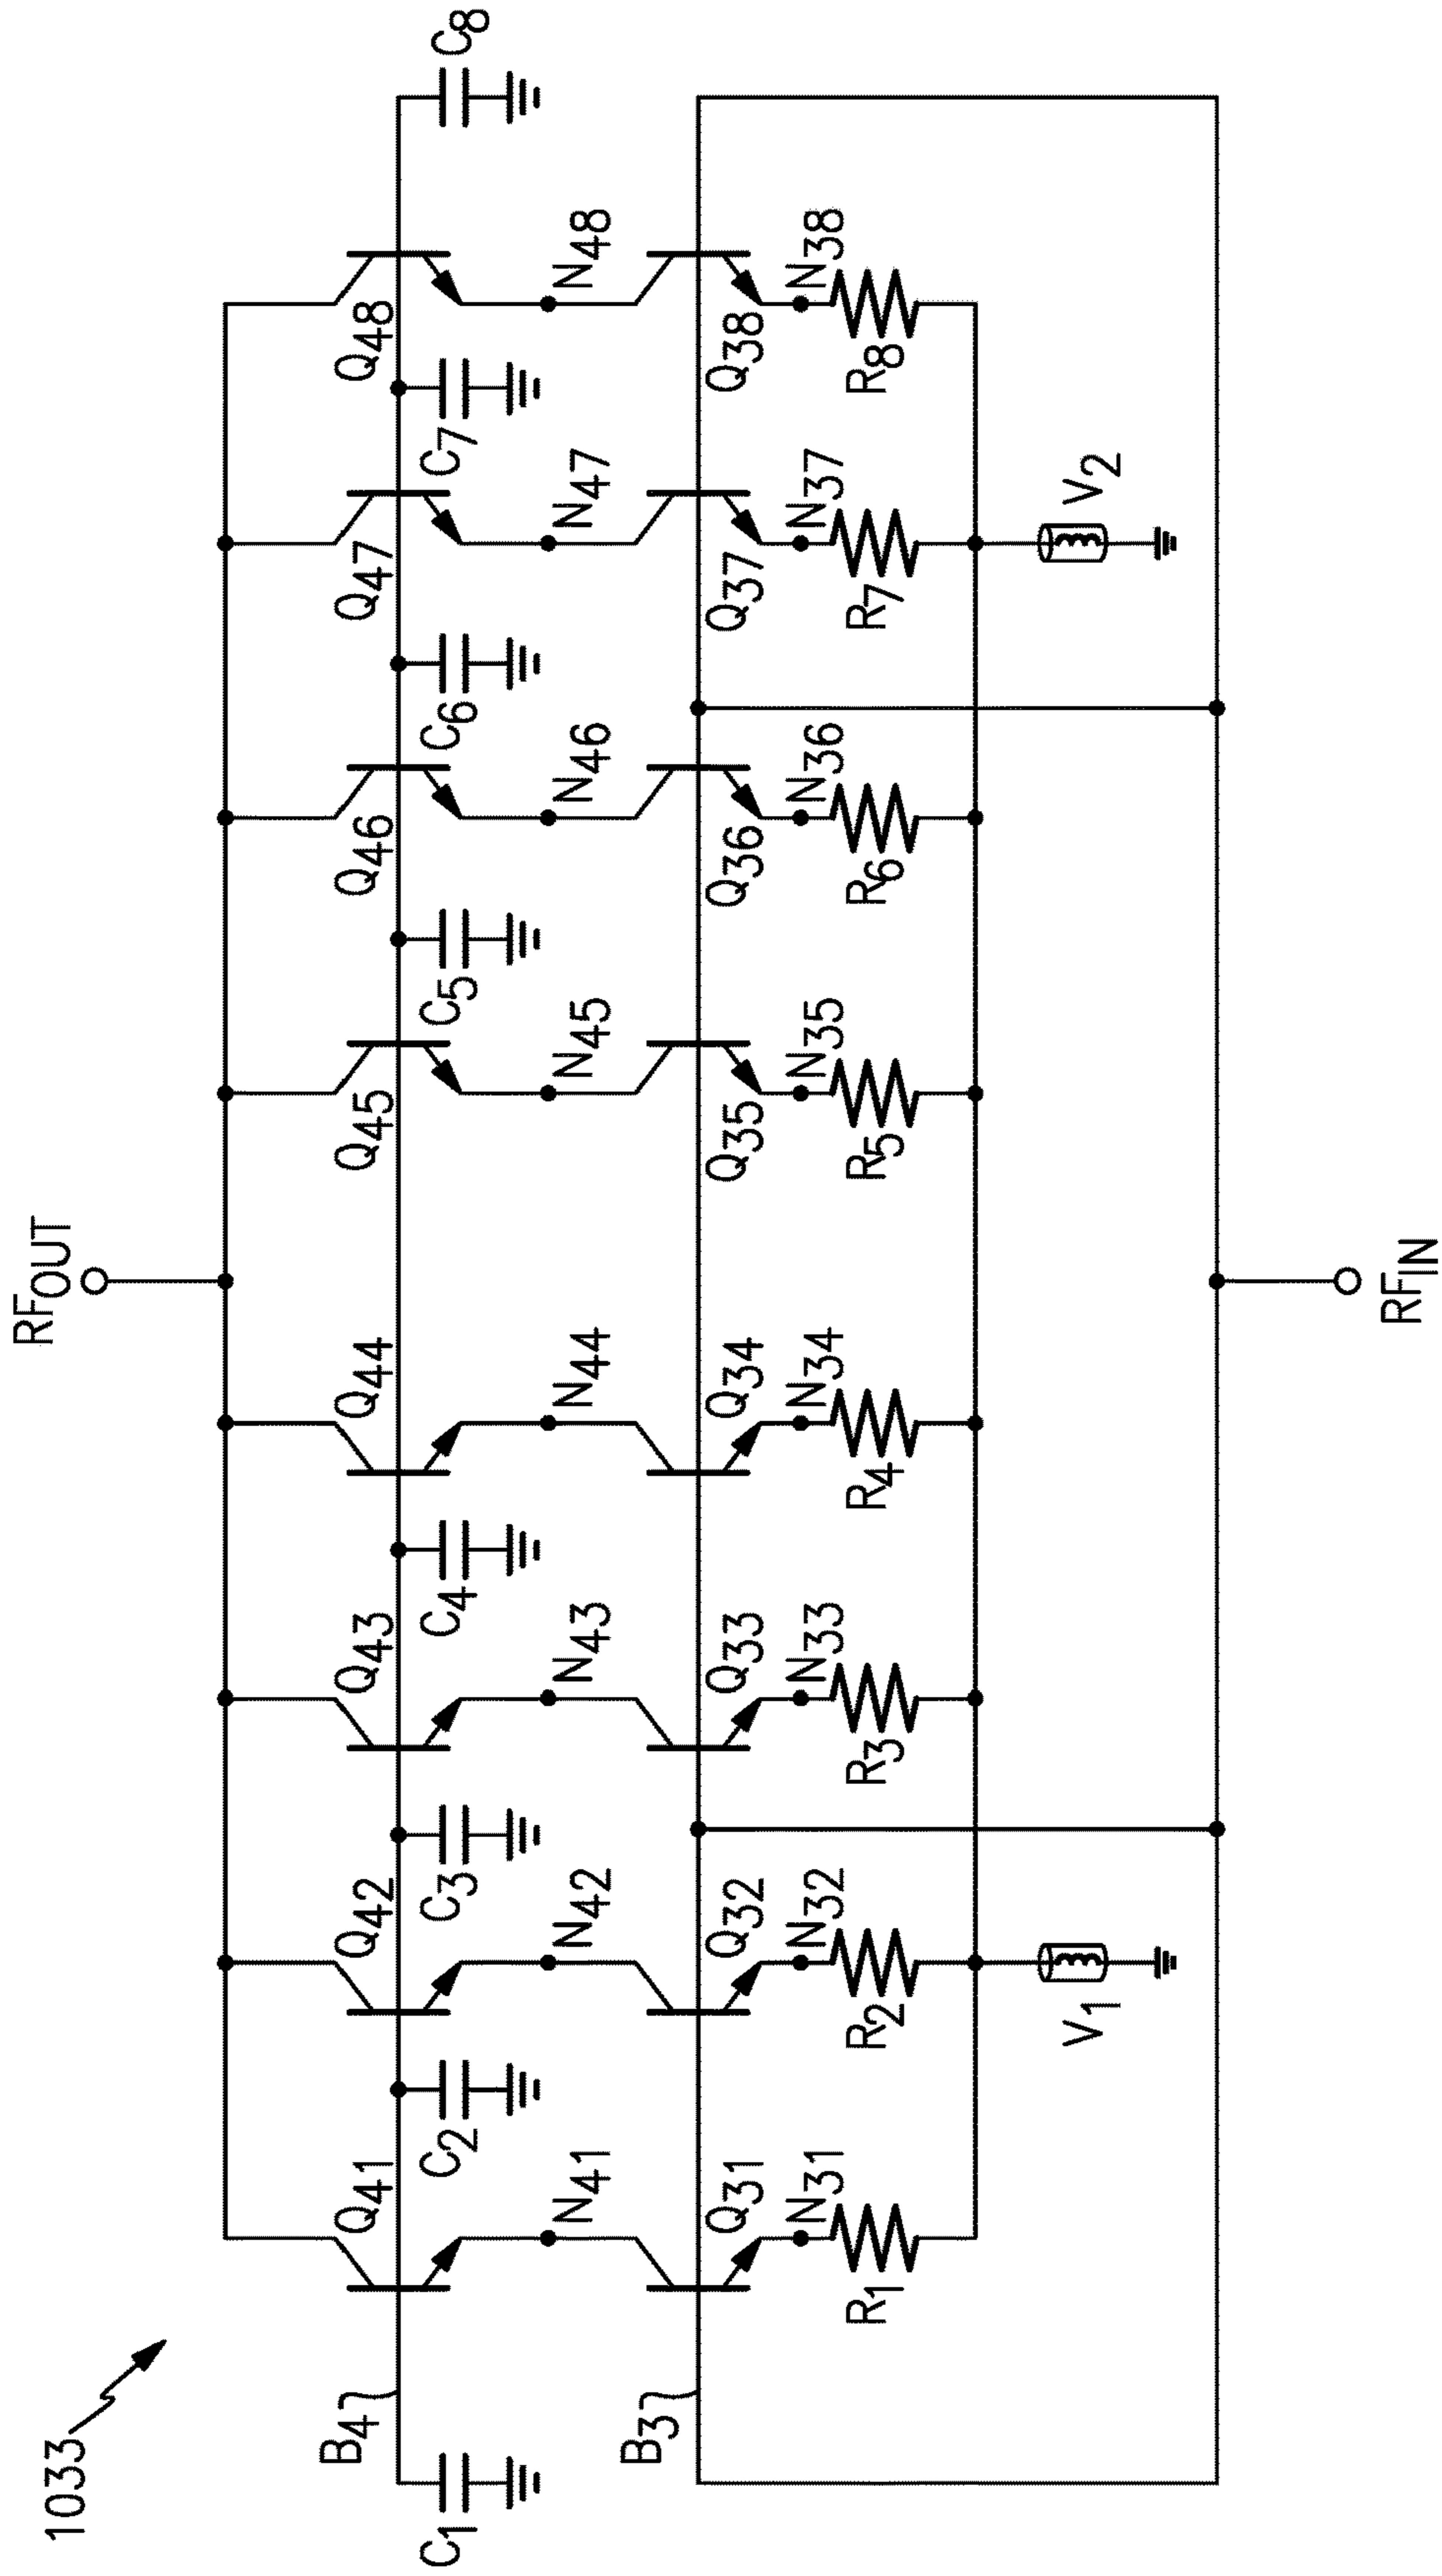 1033
RFOUT
Q41 Q42 Q43 Q44 Q45 Q46 Q47 Q48
B4
C1 C2 C3 C4 C5 C6 C7 C8
N41 N42 N43 N44 N45 N46 N47 N48
B3
Q31 Q32 Q33 Q34 Q35 Q36 Q37 Q38
N31 N32 N33 N34 N35 N36 N37 N38
R1 R2 R3 R4 R5 R6 R7 R8
V1 V2
RFIN